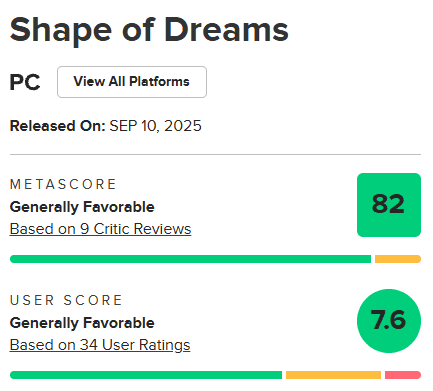 Shape of Dreams
PC View All Platforms
Released On: SEP 10, 2025
METASCORE
Generally Favorable
Based on 9 Critic Reviews
82
USER SCORE
Generally Favorable
Based on 34 User Ratings
7.6